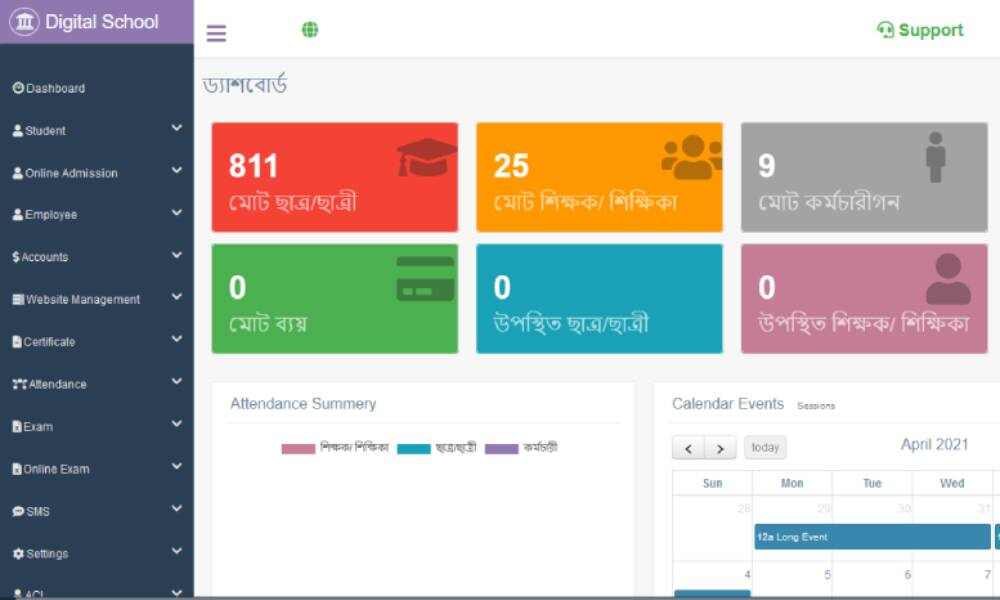 Digital School
Support
Dashboard
Student
Online Admission
Employee
Accounts
Website Management
Certificate
Attendance
Exam
Online Exam
SMS
Settings
ACL
ড্যাশবোর্ড
811
মোট ছাত্র/ছাত্রী
25
মোট শিক্ষক/ শিক্ষিকা
9
মোট কর্মচারীগন
0
মোট ব্যয়
0
উপস্থিত ছাত্র/ছাত্রী
0
উপস্থিত শিক্ষক/ শিক্ষিকা
Attendance Summery
শিক্ষক/ শিক্ষিকা ছাত্র/ছাত্রী কর্মচারী
Calendar Events Sessions
today April 2021
Sun Mon Tue Wed
28 29 30 31
12a Long Event
4 5 6 7